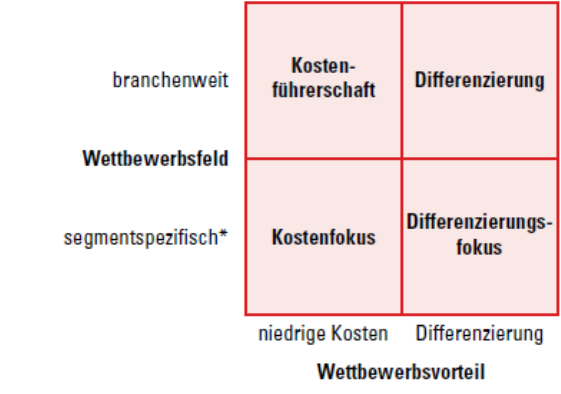 branchenweit
Kosten-
führerschaft
Differenzierung
Wettbewerbsfeld
segmentspezifisch*
Kostenfokus
Differenzierungs-
fokus
niedrige Kosten
Differenzierung
Wettbewerbsvorteil